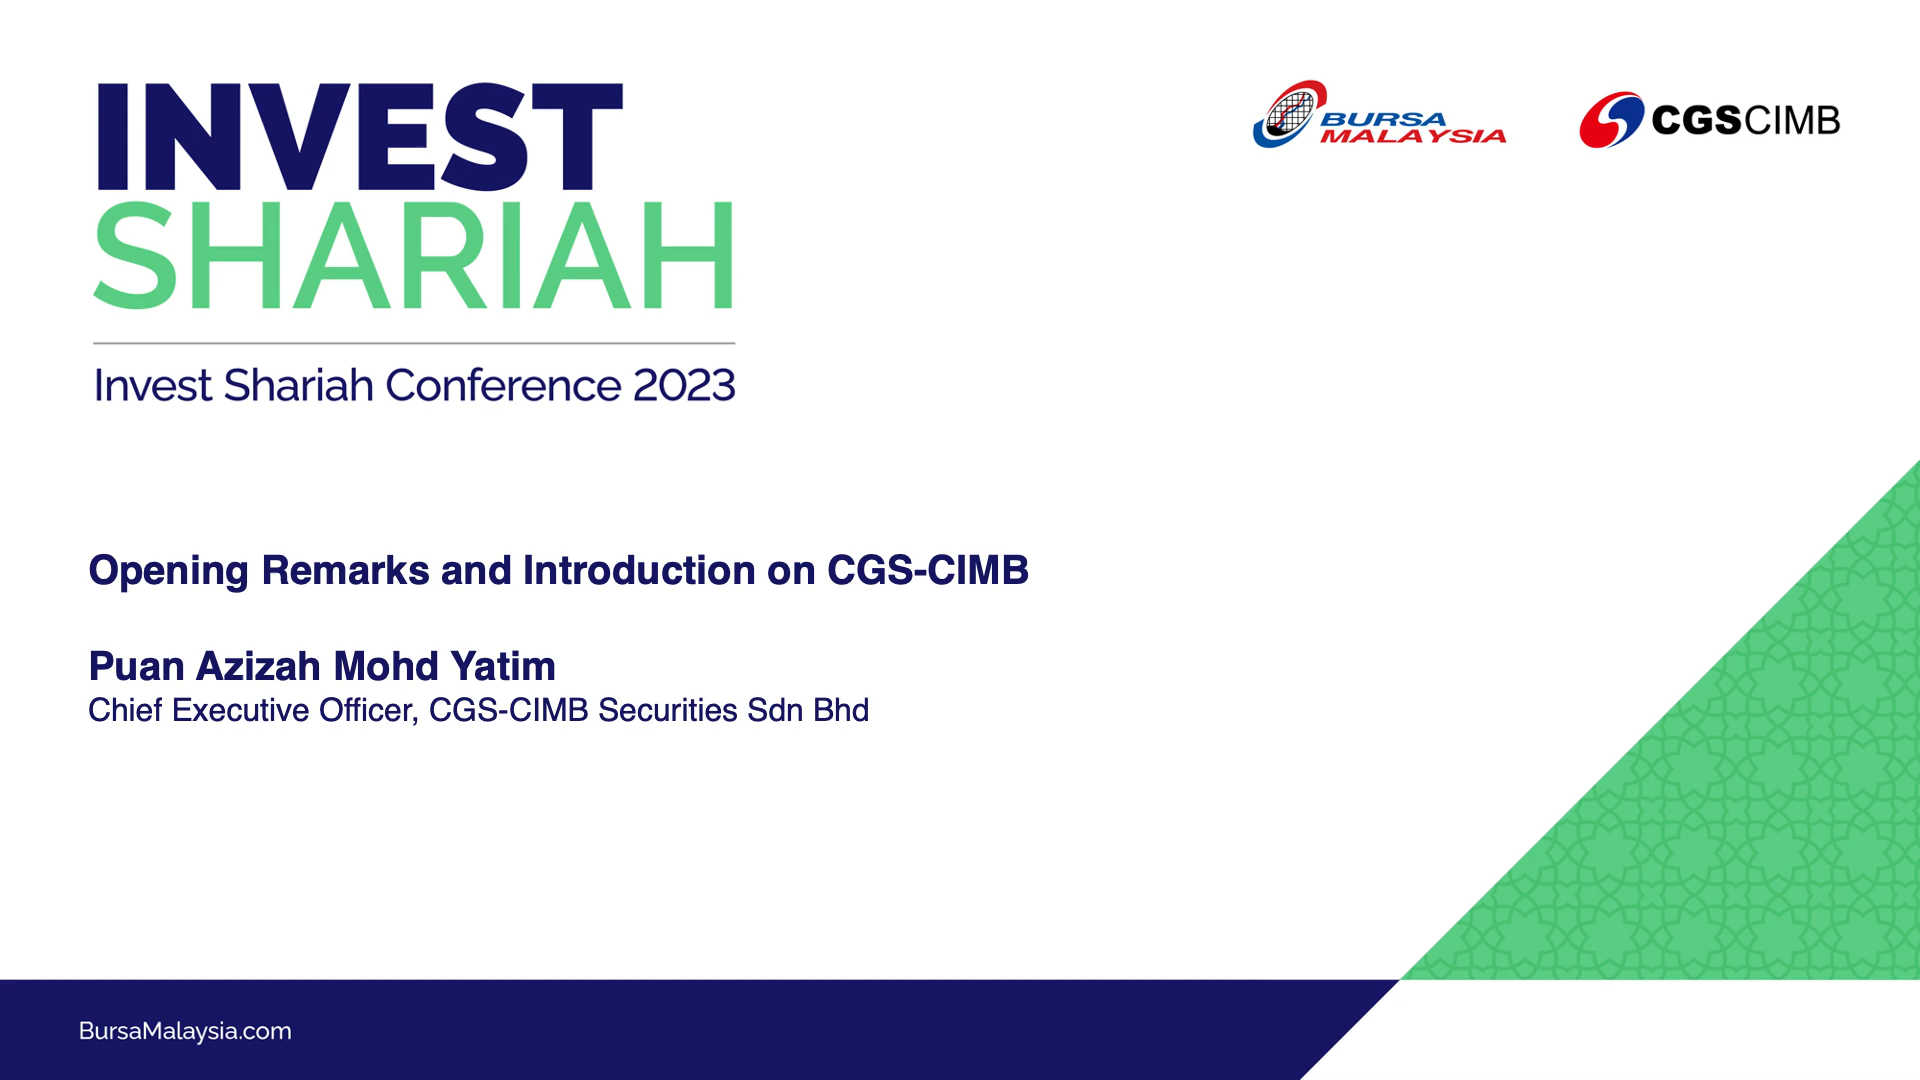 INVEST
SHARIAH
Invest Shariah Conference 2023
BURSA
MALAYSIA
CGSCIMB
Opening Remarks and Introduction on CGS-CIMB
Puan Azizah Mohd Yatim
Chief Executive Officer, CGS-CIMB Securities Sdn Bhd
BursaMalaysia.com